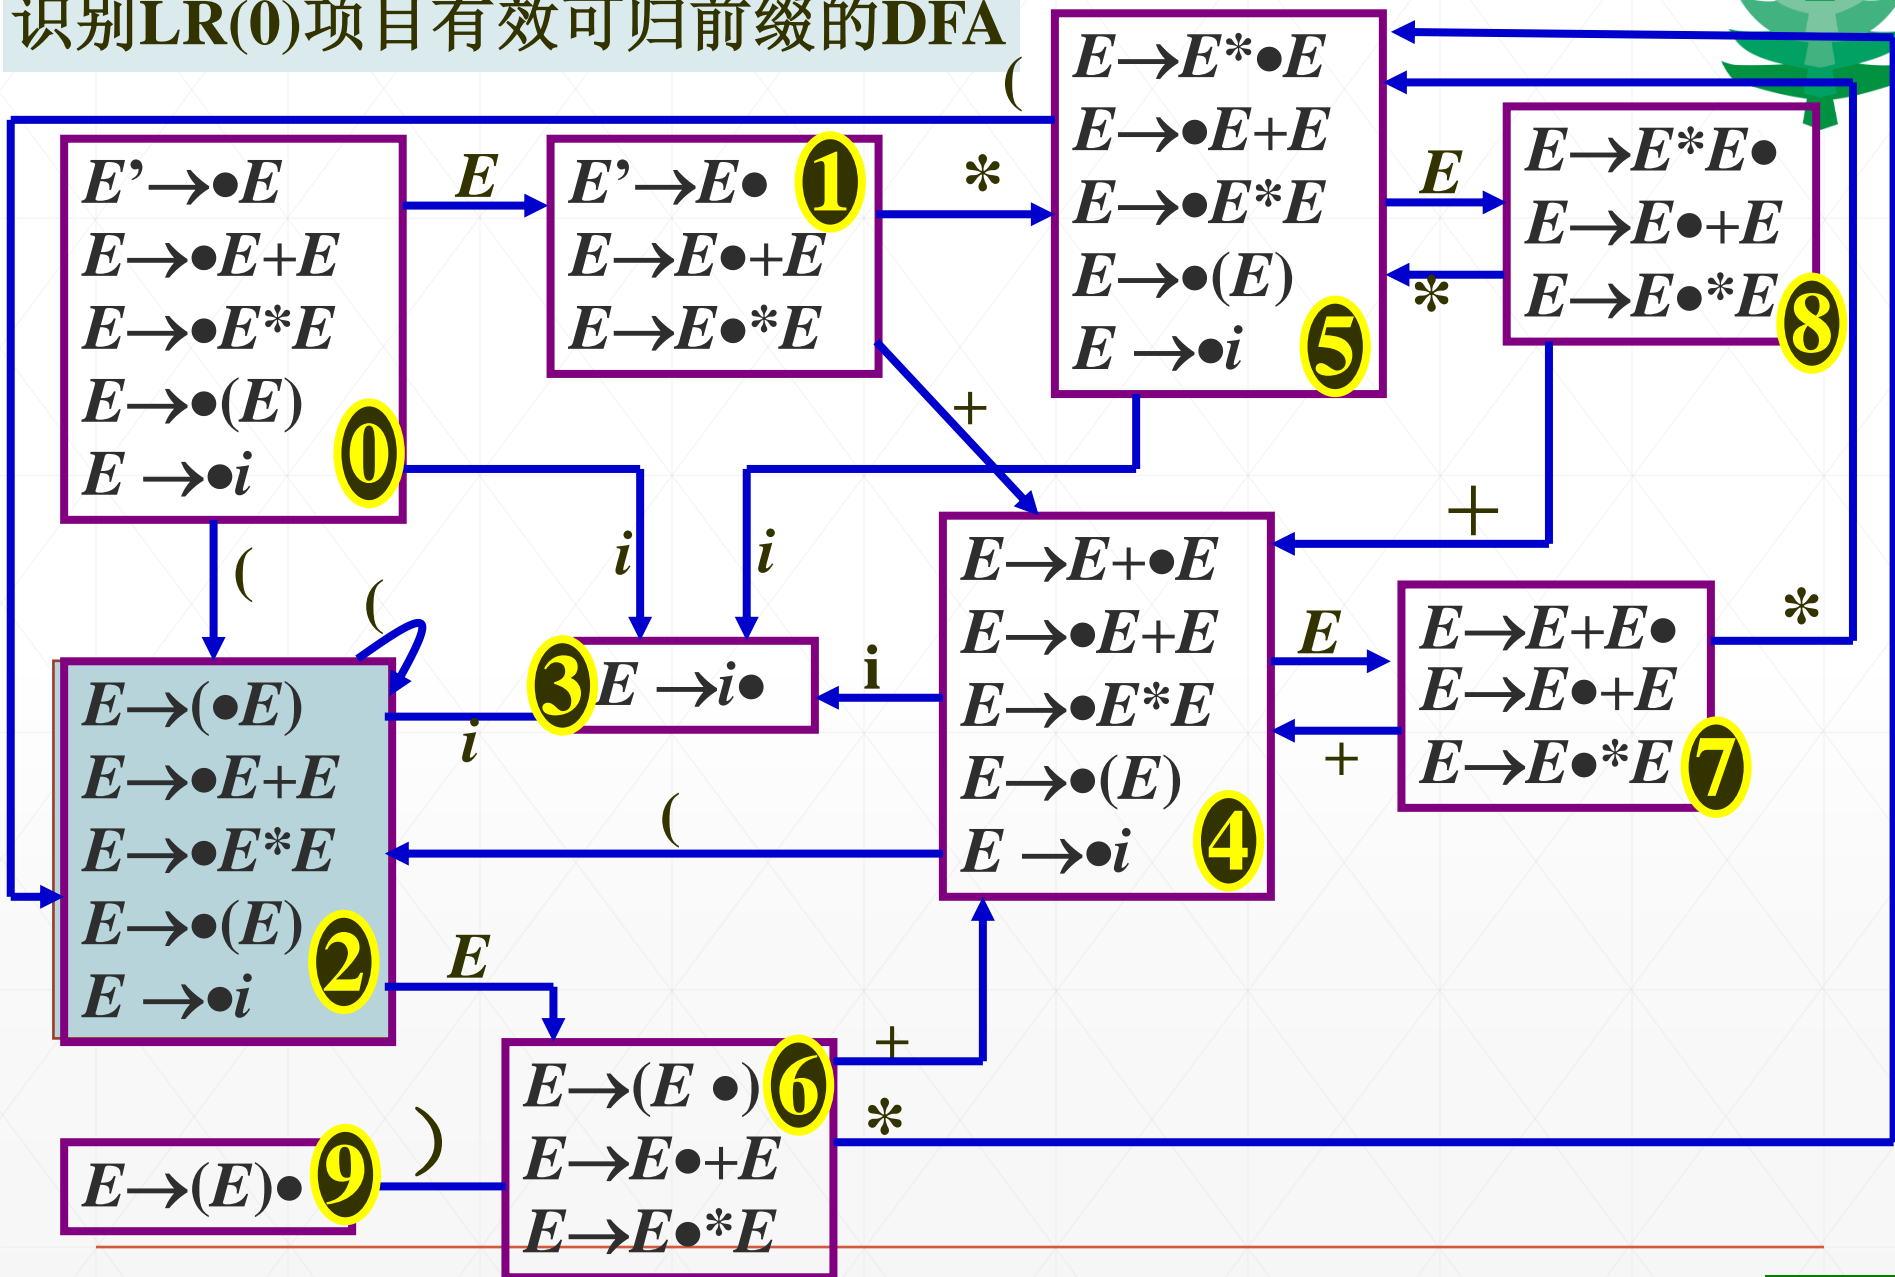 识别LR(0)项目有效可归前缀的DFA
(
E'→•E
E→•E+E
E→•E*E
E→•(E)
E →•i
0
E
E'→E•
E→E•+E
E→E•*E
1
*
+
E→E*•E
E→•E+E
E→•E*E
E→•(E)
E →•i
5
E
*
E→E*E•
E→E•+E
E→E•*E
8
+
(
(
i
i
E→(•E)
E→•E+E
E→•E*E
E→•(E)
E →•i
2
i
3
E →i•
i
(
E→E+•E
E→•E+E
E→•E*E
E→•(E)
E →•i
4
E
+
E→E+E•
E→E•+E
E→E•*E
7
*
E
E→(E •)
E→E•+E
E→E•*E
6
+
*
)
E→(E)•
9